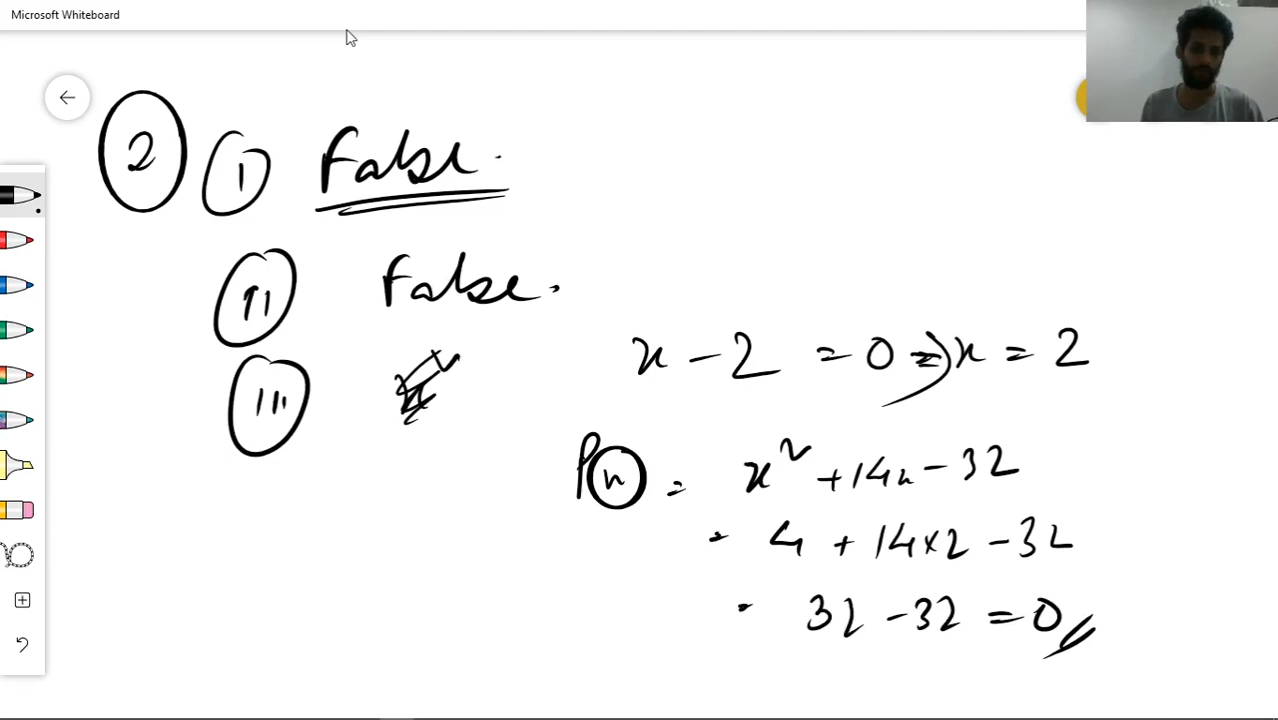 Microsoft Whiteboard
2 i False.
ii False.
iii
x - 2 = 0 => x = 2
P(x) = x² + 14x - 32
= 4 + 14×2 - 32
= 32 - 32 = 0